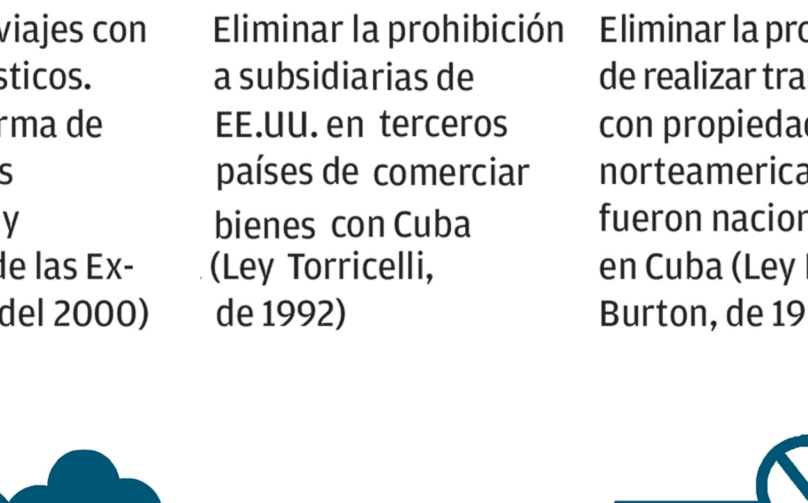 viajes con
sticos.
rma de
s
y
de las Ex-
del 2000)
Eliminar la prohibición
a subsidiarias de
EE.UU. en terceros
países de comerciar
bienes con Cuba
(Ley Torricelli,
de 1992)
Eliminar la pro
de realizar tra
con propiedad
norteamerica
fueron nacion
en Cuba (Ley
Burton, de 19